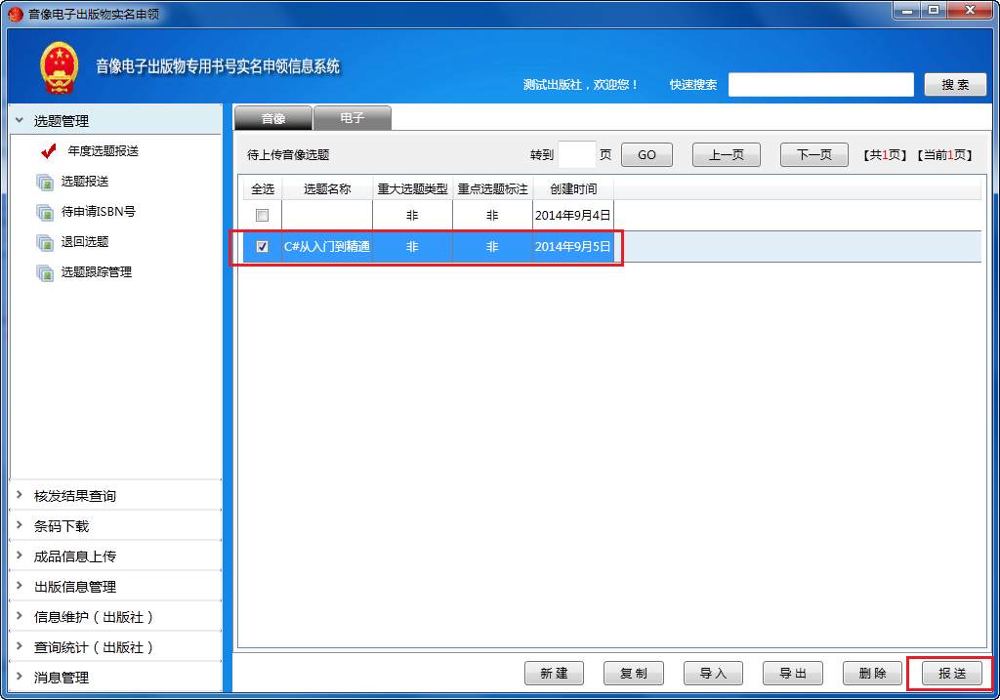 音像电子出版物实名申领
音像电子出版物专用书号实名申领信息系统
测试出版社，欢迎您！ 快速搜索 搜 索
选题管理
年度选题报送
选题报送
待申请ISBN号
退回选题
选题跟踪管理
核发结果查询
条码下载
成品信息上传
出版信息管理
信息维护（出版社）
查询统计（出版社）
消息管理
音像 电子
待上传音像选题 转到 页 GO 上一页 下一页 【共1页】【当前1页】
全选 选题名称 重大选题类型 重点选题标注 创建时间
非 非 2014年9月4日
C#从入门到精通 非 非 2014年9月5日
新 建 复 制 导 入 导 出 删 除 报 送